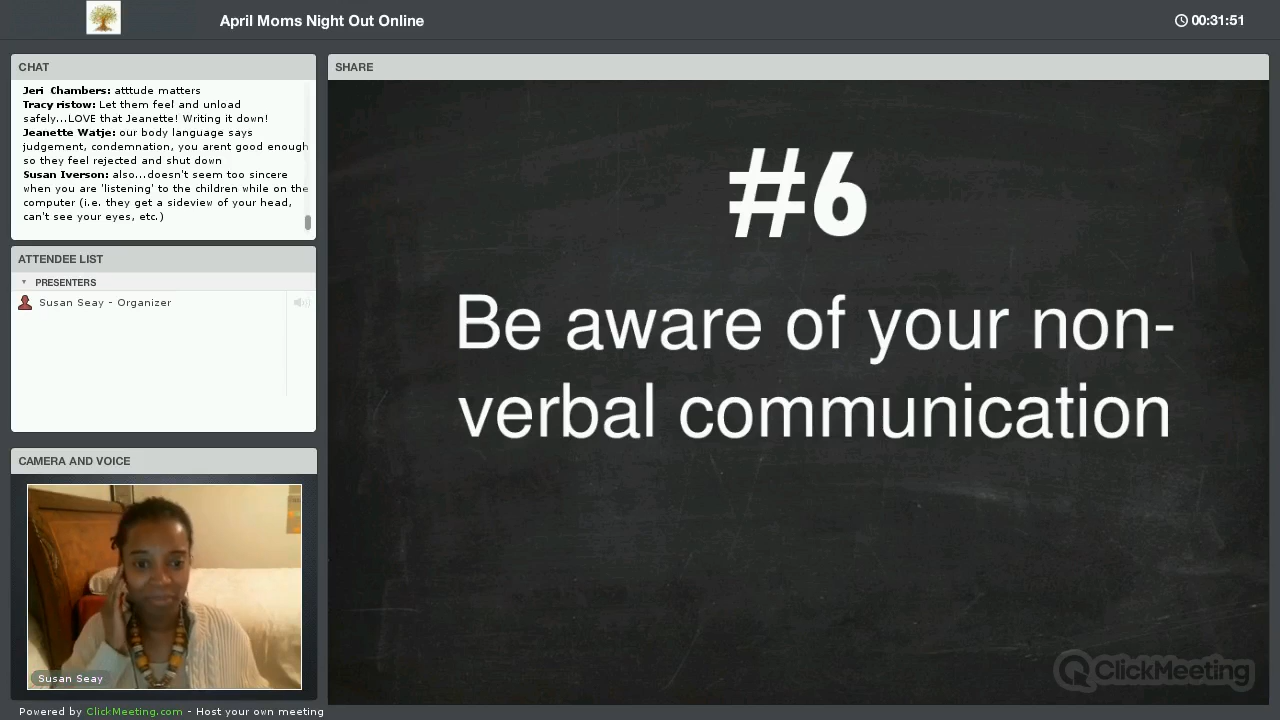 April Moms Night Out Online
00:31:51
CHAT
Jeri Chambers: atttude matters
Tracy ristow: Let them feel and unload
safely...LOVE that Jeanette! Writing it down!
Jeanette Watje: our body language says
judgement, condemnation, you arent good enough
so they feel rejected and shut down
Susan Iverson: also...doesn't seem too sincere
when you are 'listening' to the children while on the
computer (i.e. they get a sideview of your head,
can't see your eyes, etc.)
ATTENDEE LIST
PRESENTERS
Susan Seay - Organizer
CAMERA AND VOICE
Susan Seay
Powered by ClickMeeting.com - Host your own meeting
SHARE
#6
Be aware of your non-
verbal communication
ClickMeeting